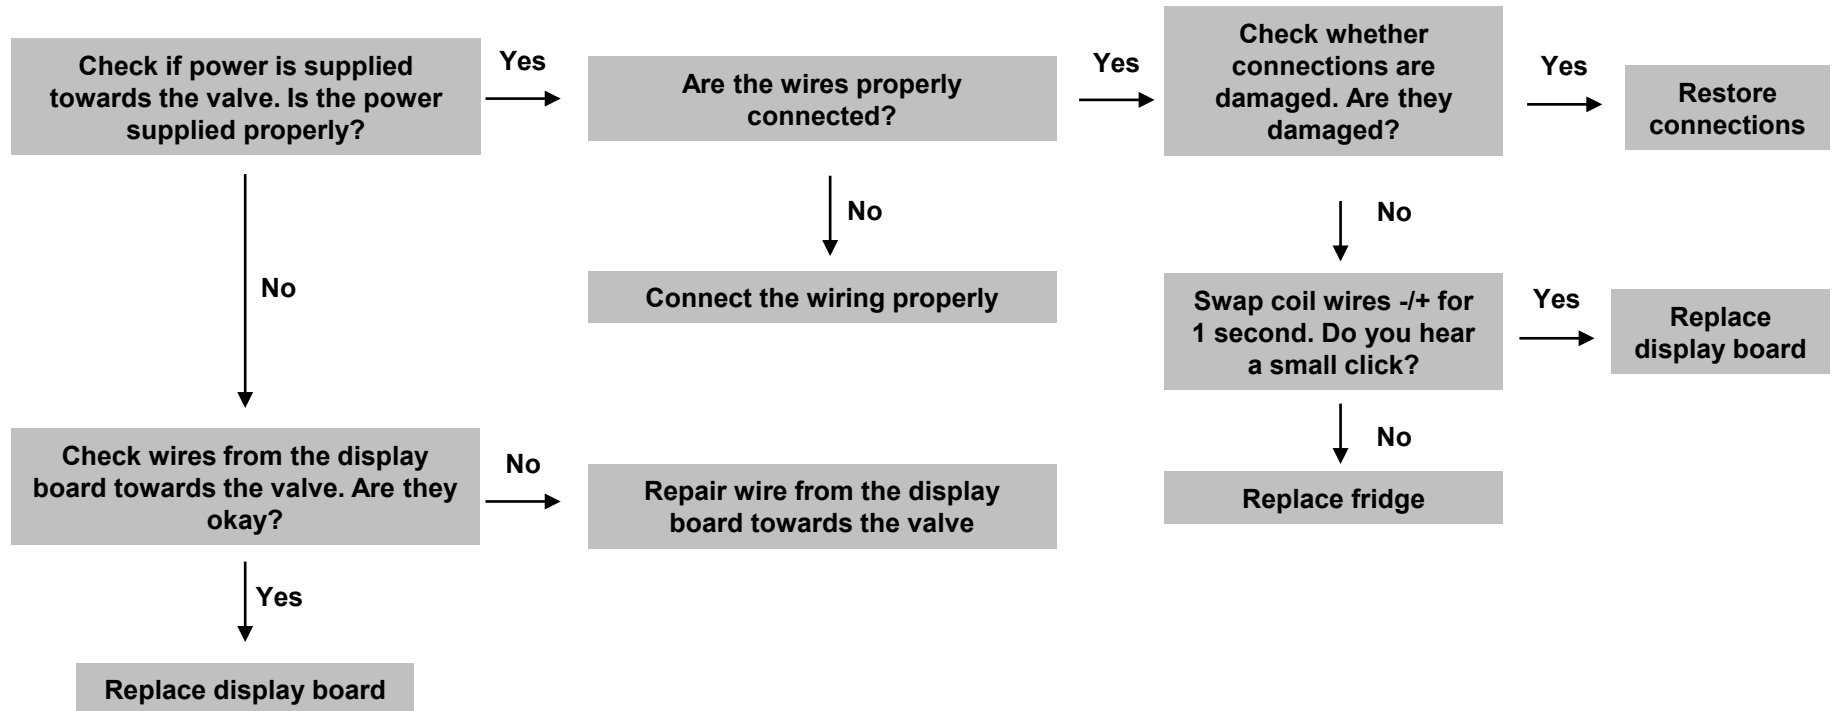 Check if power is supplied
towards the valve. Is the power
supplied properly?
Yes
Are the wires properly
connected?
Yes
Check whether
connections are
damaged. Are they
damaged?
Yes
Restore
connections
No
No
No
Connect the wiring properly
Swap coil wires -/+ for
1 second. Do you hear
a small click?
Yes
Replace
display board
No
Check wires from the display
board towards the valve. Are they
okay?
No
Repair wire from the display
board towards the valve
Replace fridge
Yes
Replace display board